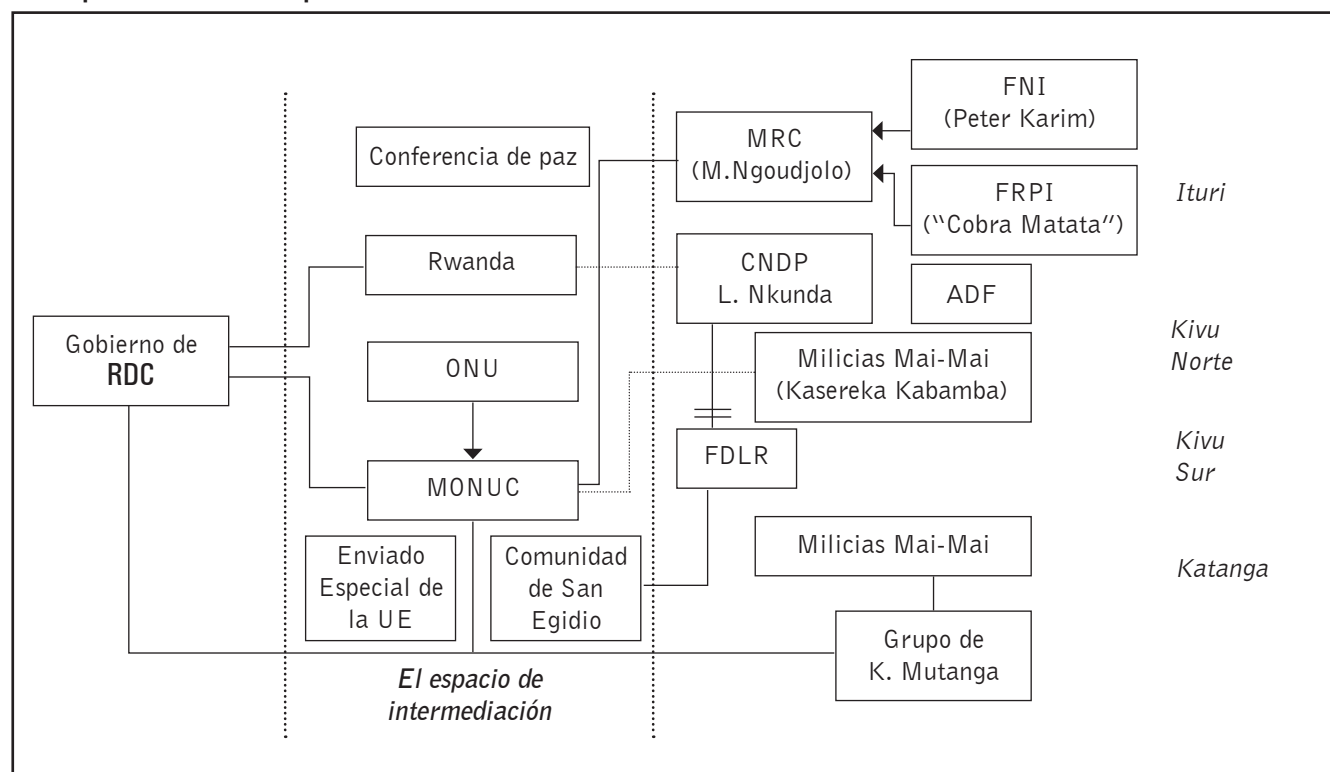 Gobierno de
RDC
Conferencia de paz
Rwanda
ONU
MONUC
Enviado
Especial de
la UE
Comunidad
de San
Egidio
El espacio de
intermediación
MRC
(M.Ngoudjolo)
FNI
(Peter Karim)
FRPI
(“Cobra Matata”)
CNDP
L. Nkunda
ADF
Milicias Mai-Mai
(Kasereka Kabamba)
FDLR
Milicias Mai-Mai
Grupo de
K. Mutanga
Ituri
Kivu
Norte
Kivu
Sur
Katanga